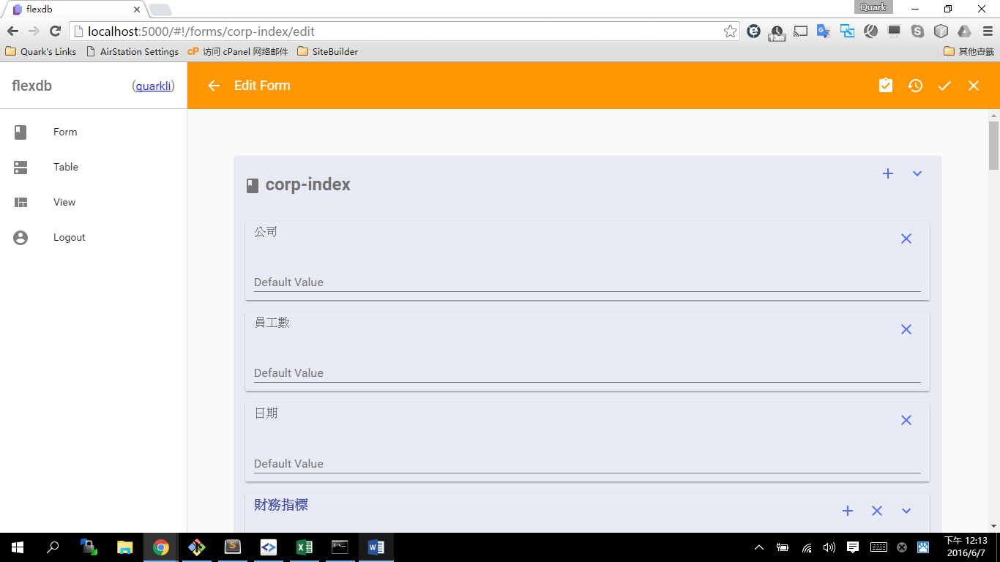 flexdb
Quark
localhost:5000/#!/forms/corp-index/edit
13m
Quark's Links
AirStation Settings
cP 访问 cPanel 网络邮件
SiteBuilder
其他書籤
flexdb
(quarkli)
Edit Form
Form
Table
View
Logout
corp-index
公司
Default Value
員工數
Default Value
日期
Default Value
財務指標
下午 12:13
2016/6/7